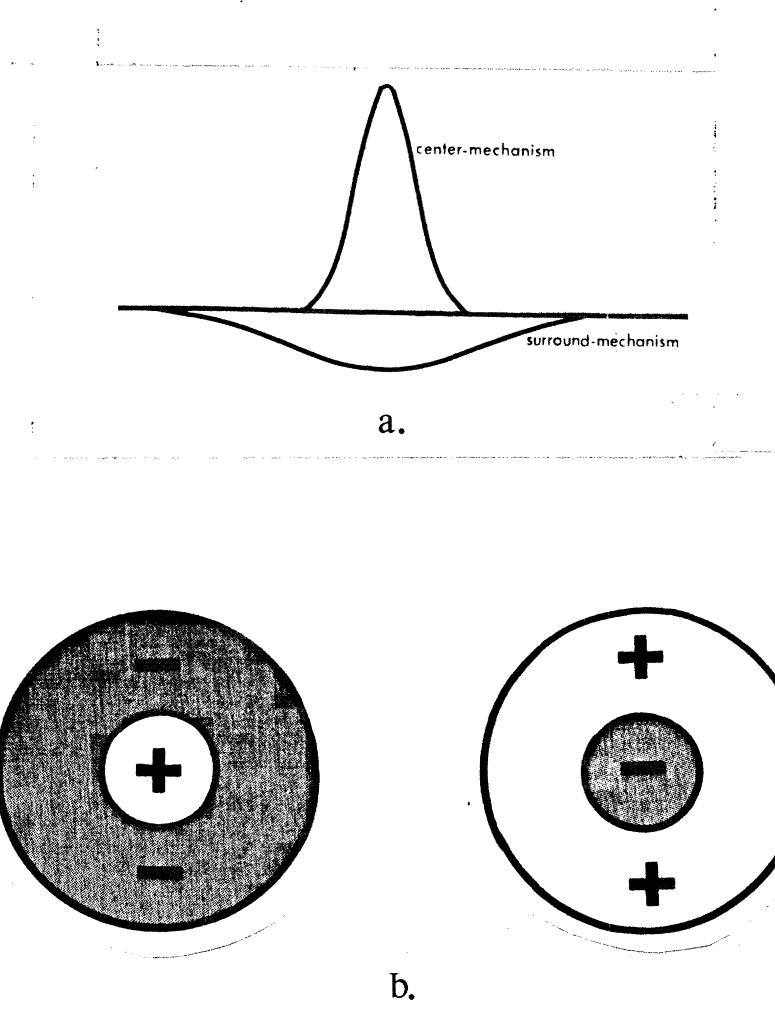 center-mechanism
surround-mechanism
a.
−
+
−
+
−
+
b.